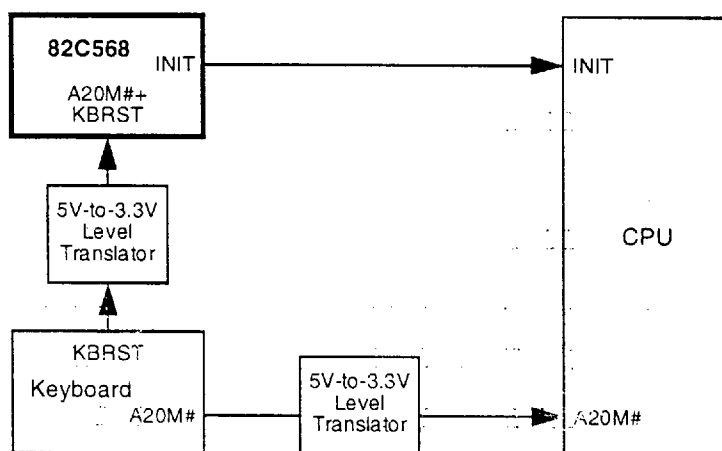 82C568
INIT
A20M#+
KBRST
INIT
5V-to-3.3V
Level
Translator
CPU
KBRST
Keyboard
A20M#
5V-to-3.3V
Level
Translator
A20M#